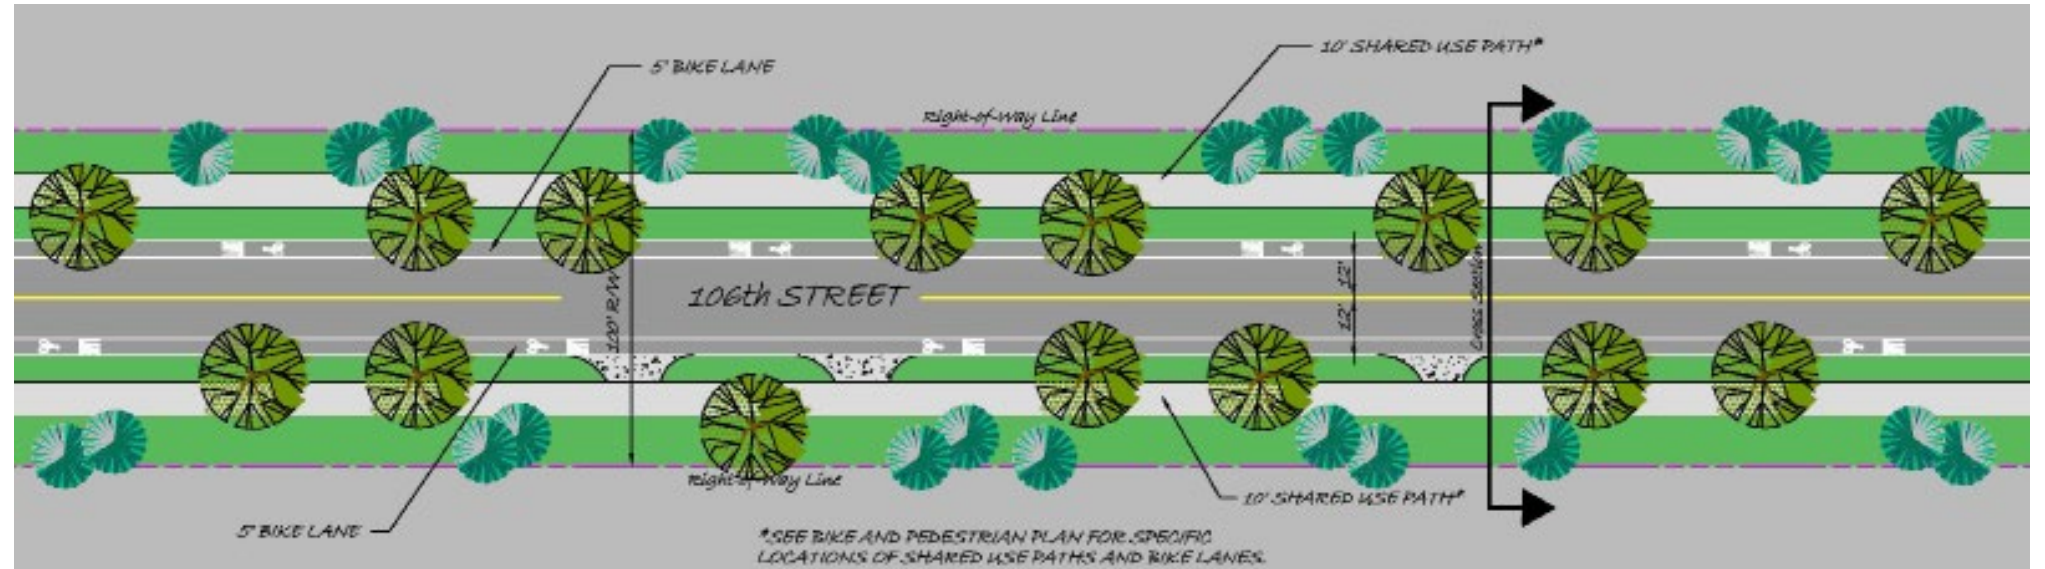 10' SHARED USE PATH*
5' BIKE LANE
Right-of-Way Line
12'
106th STREET
100' R/W
12'
Cross Section
Right-of-Way Line
10' SHARED USE PATH*
5' BIKE LANE
*SEE BIKE AND PEDESTRIAN PLAN FOR SPECIFIC
LOCATIONS OF SHARED USE PATHS AND BIKE LANES.